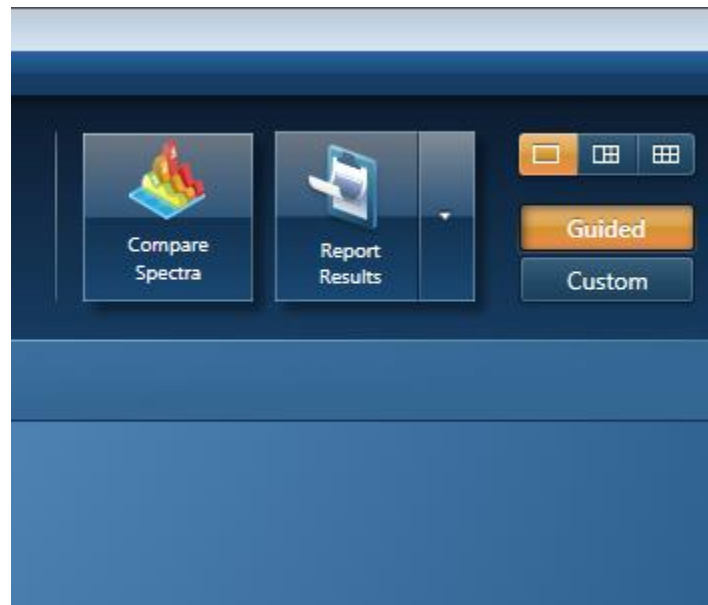 Compare
Spectra
Report
Results
Guided
Custom